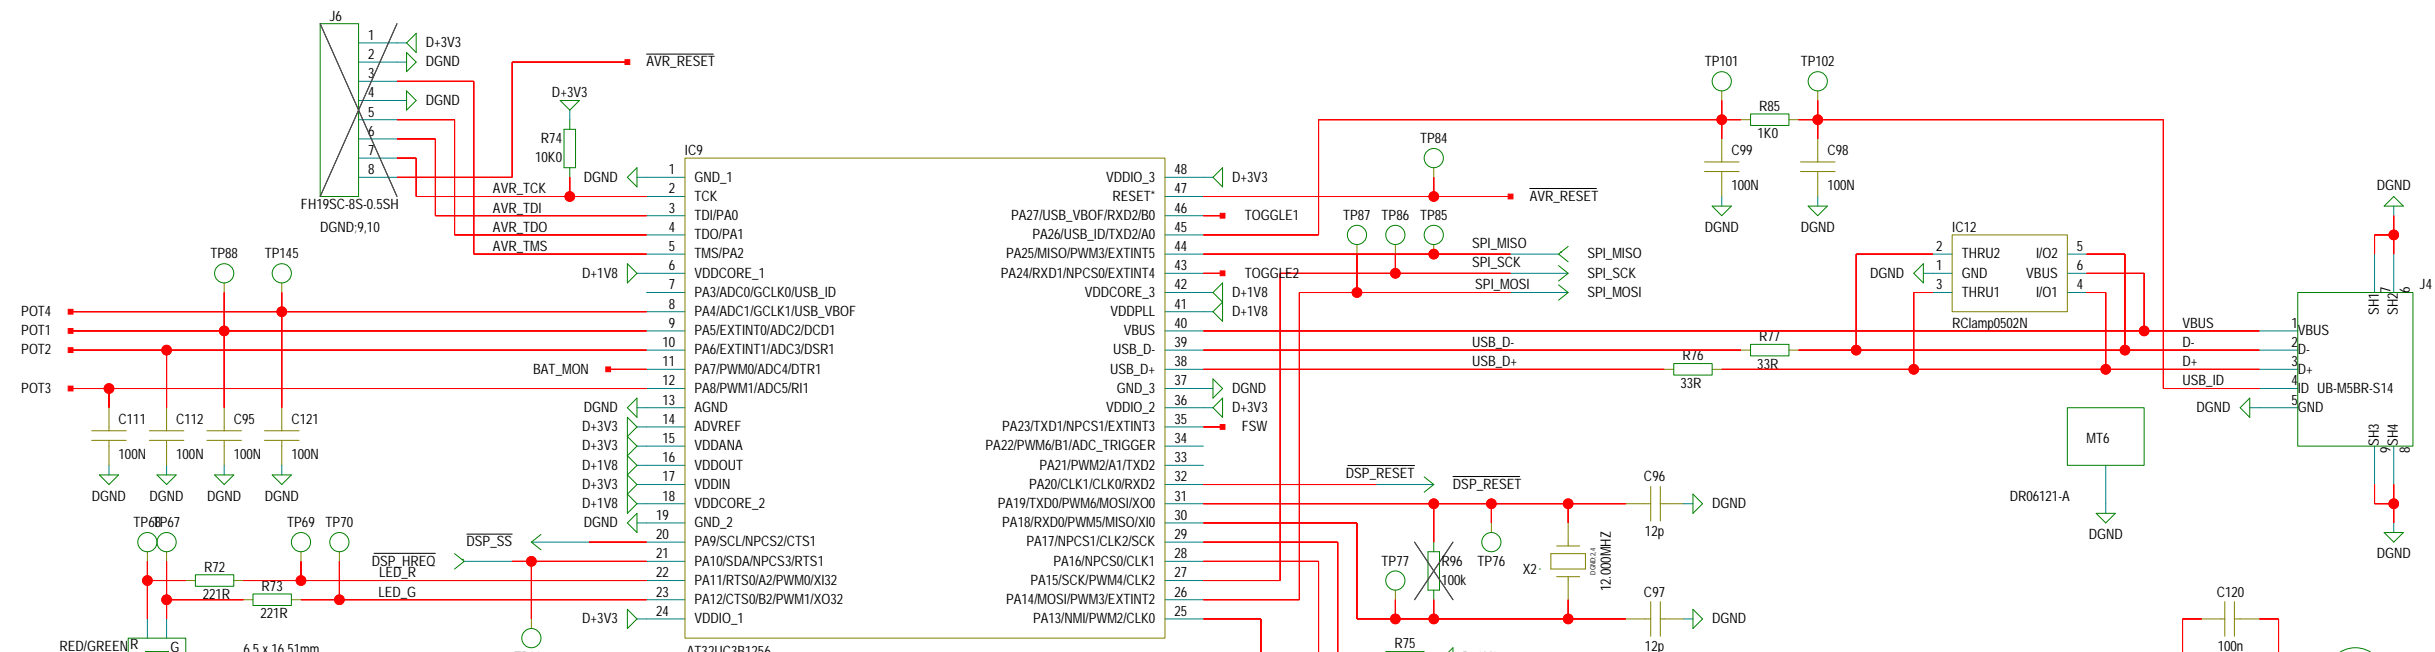 J6
1
D+3V3
2
DGND
3
4
DGND
5
6
7
8
FH19SC-8S-0.5SH
DGND;9,10
AVR_RESET
D+3V3
R74
10K0
AVR_TCK
AVR_TDI
AVR_TDO
AVR_TMS
DGND
D+1V8
TP88
TP145
POT4
POT1
POT2
POT3
BAT_MON
DGND
D+3V3
D+3V3
D+1V8
D+3V3
D+1V8
DGND
C111
100N
C112
100N
C95
100N
C121
100N
DGND
DGND
DGND
DGND
TP68
TP67
TP69
TP70
DSP_SS
DSP_HREQ
LED_R
LED_G
R72
221R
R73
221R
D+3V3
RED/GREEN
R
G
6.5 x 16.51mm
IC9
1 GND_1
2 TCK
3 TDI/PA0
4 TDO/PA1
5 TMS/PA2
6 VDDCORE_1
7 PA3/ADC0/GCLK0/USB_ID
8 PA4/ADC1/GCLK1/USB_VBOF
9 PA5/EXTINT0/ADC2/DCD1
10 PA6/EXTINT1/ADC3/DSR1
11 PA7/PWM0/ADC4/DTR1
12 PA8/PWM1/ADC5/RI1
13 AGND
14 ADVREF
15 VDDANA
16 VDDOUT
17 VDDIN
18 VDDCORE_2
19 GND_2
20 PA9/SCL/NPCS2/CTS1
21 PA10/SDA/NPCS3/RTS1
22 PA11/RTS0/A2/PWM0/XI32
23 PA12/CTS0/B2/PWM1/XO32
24 VDDIO_1
VDDIO_3 48
RESET* 47
PA27/USB_VBOF/RXD2/B0 46
PA26/USB_ID/TXD2/A0 45
PA25/MISO/PWM3/EXTINT5 44
PA24/RXD1/NPCS0/EXTINT4 43
VDDCORE_3 42
VDDPLL 41
VBUS 40
USB_D- 39
USB_D+ 38
GND_3 37
VDDIO_2 36
PA23/TXD1/NPCS1/EXTINT3 35
PA22/PWM6/B1/ADC_TRIGGER 34
PA21/PWM2/A1/TXD2 33
PA20/CLK1/CLK0/RXD2 32
PA19/TXD0/PWM6/MOSI/XO0 31
PA18/RXD0/PWM5/MISO/XI0 30
PA17/NPCS1/CLK2/SCK 29
PA16/NPCS0/CLK1 28
PA15/SCK/PWM4/CLK2 27
PA14/MOSI/PWM3/EXTINT2 26
PA13/NMI/PWM2/CLK0 25
AT32UC3B1256
D+3V3
TP84
AVR_RESET
TOGGLE1
TP87
TP86
TP85
SPI_MISO
SPI_MISO
TOGGLE2
SPI_SCK
SPI_SCK
SPI_MOSI
SPI_MOSI
D+1V8
D+1V8
USB_D-
USB_D+
DGND
D+3V3
FSW
DSP_RESET
DSP_RESET
R96
100k
TP77
TP76
X2
12.000MHZ
C96
12p
DGND
C97
12p
DGND
R75
TP101
TP102
R85
1K0
C99
100N
C98
100N
DGND
DGND
R77
33R
R76
33R
IC12
2 THRU2
1 GND
3 THRU1
I/O2 5
VBUS 6
I/O1 4
RClamp0502N
DGND
VBUS
D-
D+
USB_ID
DGND
DGND
J4
SH1
7
SH2
6
1 VBUS
2 D-
3 D+
4 ID
5 GND
UB-M5BR-S14
SH3
9
SH4
8
DGND
MT6
DR06121-A
DGND
C120
100n